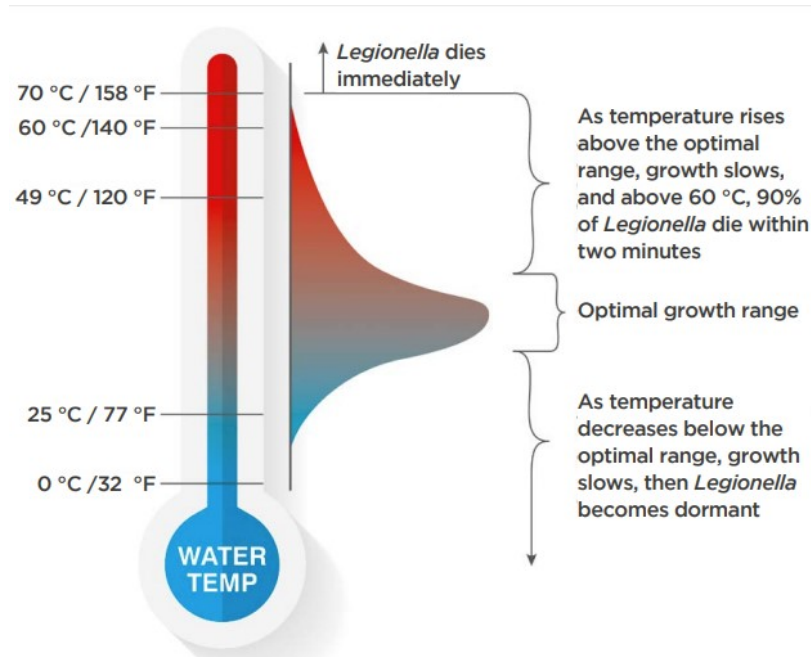 Legionella dies
immediately
70 °C / 158 °F
60 °C /140 °F
49 °C / 120 °F
25 °C / 77 °F
0 °C /32 °F
WATER
TEMP
As temperature rises
above the optimal
range, growth slows,
and above 60 °C, 90%
of Legionella die within
two minutes
Optimal growth range
As temperature
decreases below the
optimal range, growth
slows, then Legionella
becomes dormant